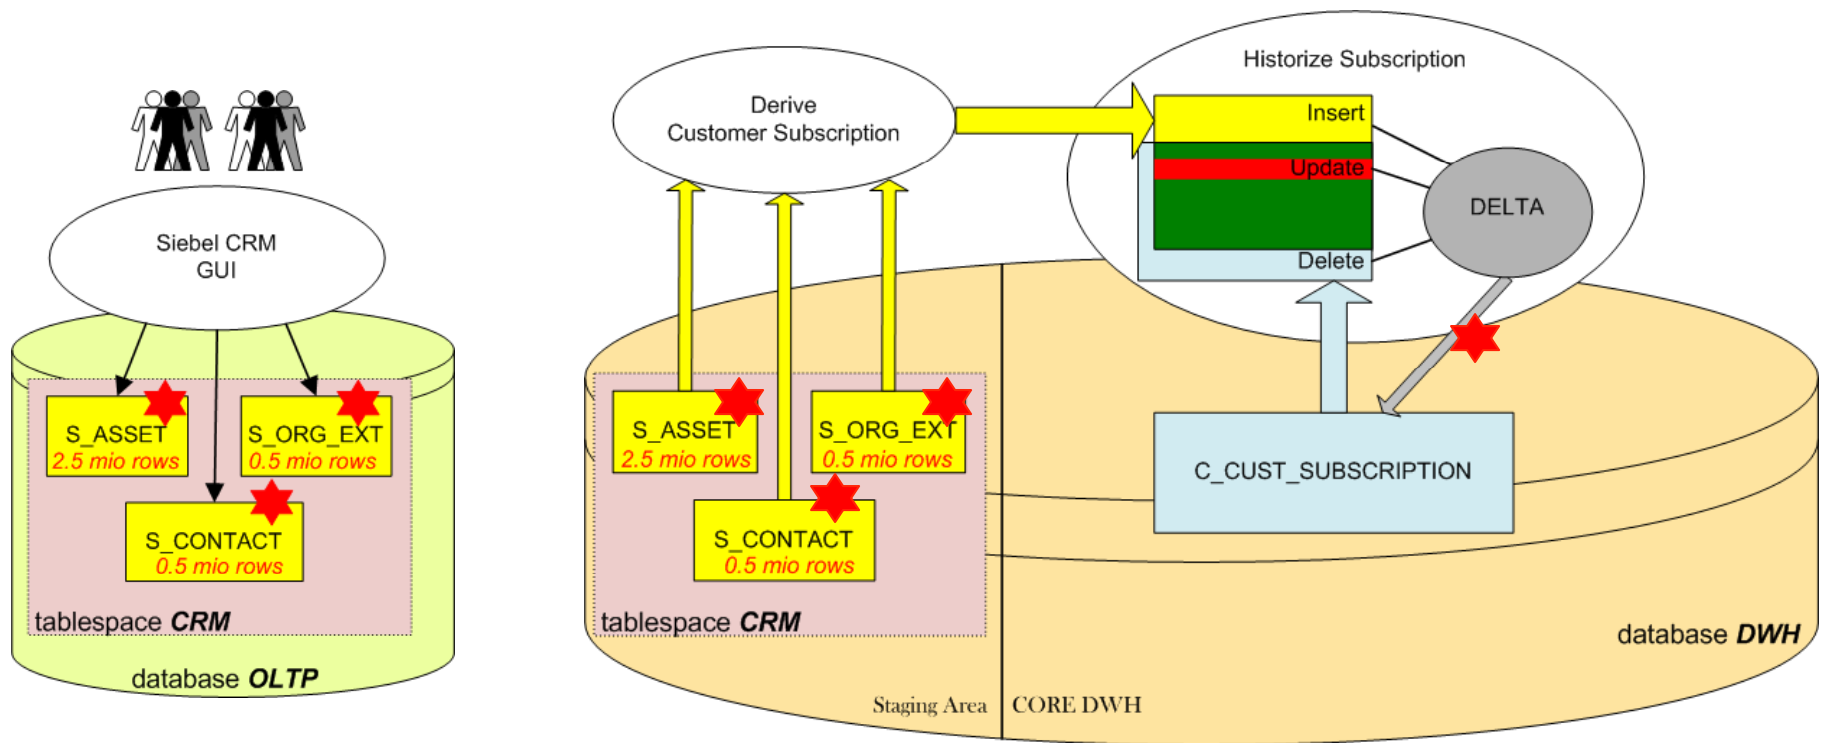 Siebel CRM
GUI
S_ASSET
2.5 mio rows
S_ORG_EXT
0.5 mio rows
S_CONTACT
0.5 mio rows
tablespace CRM
database OLTP
Derive
Customer Subscription
Historize Subscription
Insert
Update
Delete
DELTA
S_ASSET
2.5 mio rows
S_ORG_EXT
0.5 mio rows
S_CONTACT
0.5 mio rows
tablespace CRM
C_CUST_SUBSCRIPTION
database DWH
Staging Area
CORE DWH